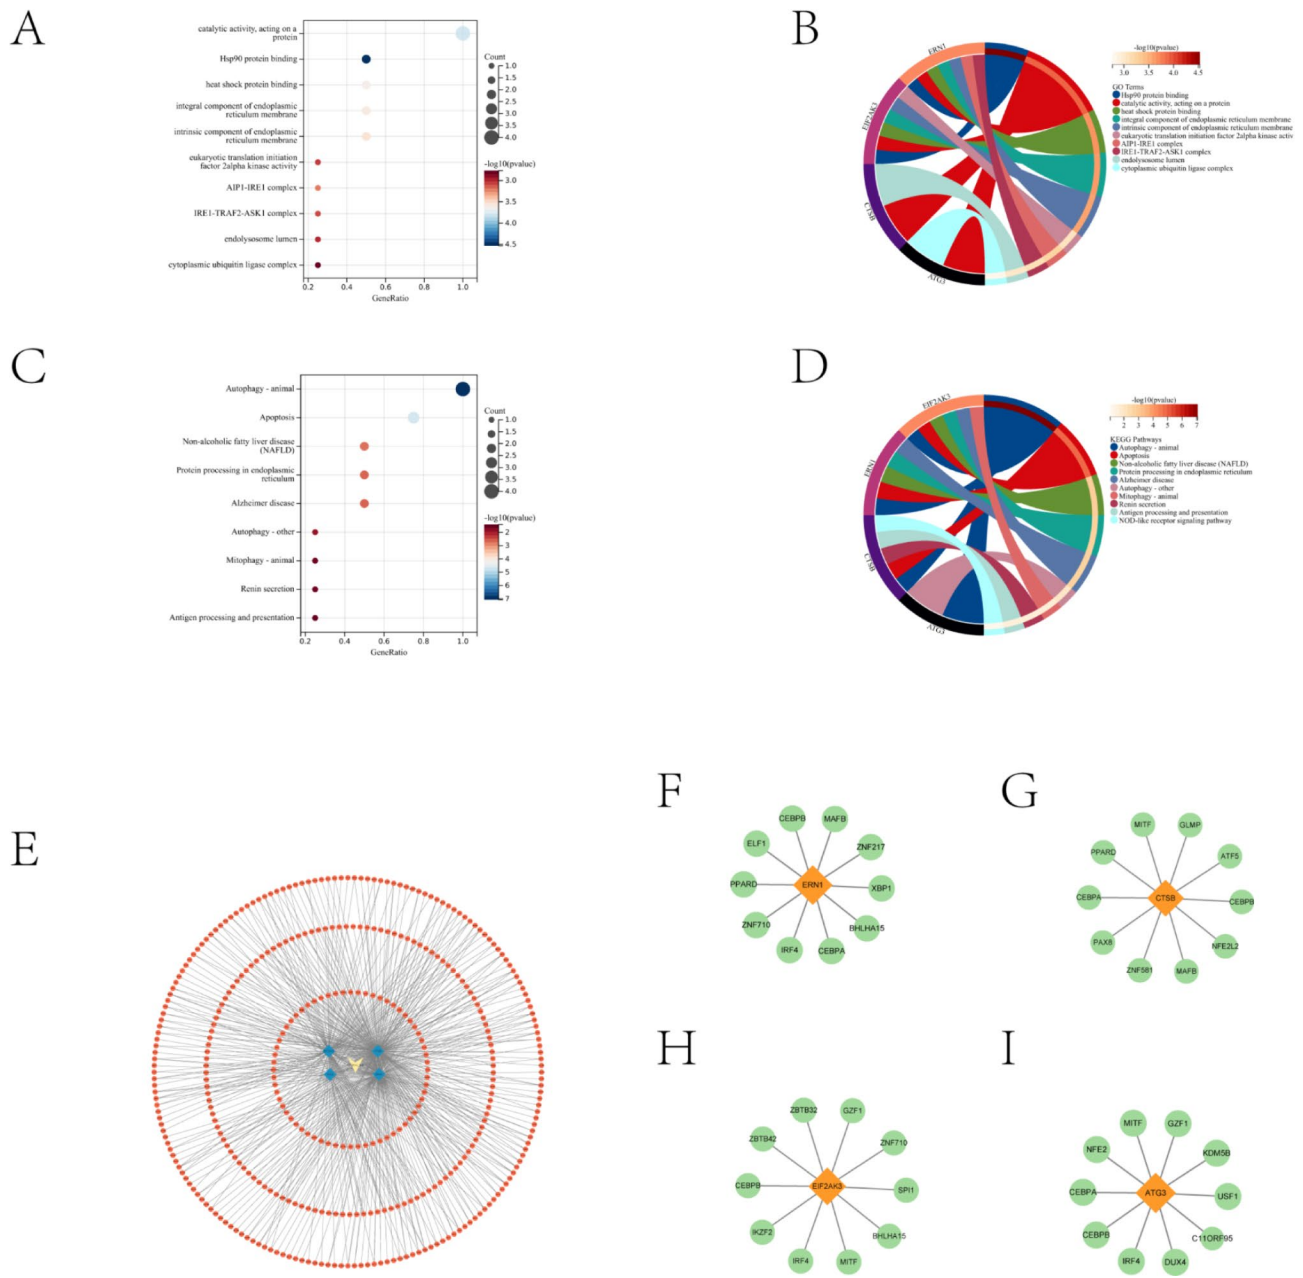 A
catalytic activity, acting on a
protein
Hsp90 protein binding
heat shock protein binding
integral component of endoplasmic
reticulum membrane
intrinsic component of endoplasmic
reticulum membrane
eukaryotic translation initiation
factor 2alpha kinase activity
AIP1-IRE1 complex
IRE1-TRAF2-ASK1 complex
endolysosome lumen
cytoplasmic ubiquitin ligase complex
0.2 0.4 0.6 0.8 1.0
GeneRatio
Count
1.0
1.5
2.0
2.5
3.0
3.5
4.0
-log10(pvalue)
3.0
3.5
4.0
4.5
B
ERN1
EIF2AK3
CTSB
ATG3
-log10(pvalue)
3.0 3.5 4.0 4.5
GO Terms
Hsp90 protein binding
catalytic activity, acting on a protein
heat shock protein binding
integral component of endoplasmic reticulum membrane
intrinsic component of endoplasmic reticulum membrane
eukaryotic translation initiation factor 2alpha kinase activ
AIP1-IRE1 complex
IRE1-TRAF2-ASK1 complex
endolysosome lumen
cytoplasmic ubiquitin ligase complex
C
Autophagy - animal
Apoptosis
Non-alcoholic fatty liver disease
(NAFLD)
Protein processing in endoplasmic
reticulum
Alzheimer disease
Autophagy - other
Mitophagy - animal
Renin secretion
Antigen processing and presentation
0.2 0.4 0.6 0.8 1.0
GeneRatio
Count
1.0
1.5
2.0
2.5
3.0
3.5
4.0
-log10(pvalue)
2
3
4
5
6
7
D
EIF2AK3
ERN1
CTSB
ATG3
-log10(pvalue)
2 3 4 5 6 7
KEGG Pathways
Autophagy - animal
Apoptosis
Non-alcoholic fatty liver disease (NAFLD)
Protein processing in endoplasmic reticulum
Alzheimer disease
Autophagy - other
Mitophagy - animal
Renin secretion
Antigen processing and presentation
NOD-like receptor signaling pathway
E
F
CEBPB
MAFB
ELF1
ZNF217
PPARD
ERN1
XBP1
ZNF710
BHLHA15
IRF4
CEBPA
G
MITF
GLMP
PPARD
ATF5
CEBPA
CTSB
CEBPB
PAX8
NFE2L2
ZNF581
MAFB
H
ZBTB32
GZF1
ZBTB42
ZNF710
CEBPB
EIF2AK3
SPI1
IKZF2
BHLHA15
IRF4
MITF
I
MITF
GZF1
NFE2
KDM5B
CEBPA
ATG3
USF1
CEBPB
C11ORF95
IRF4
DUX4